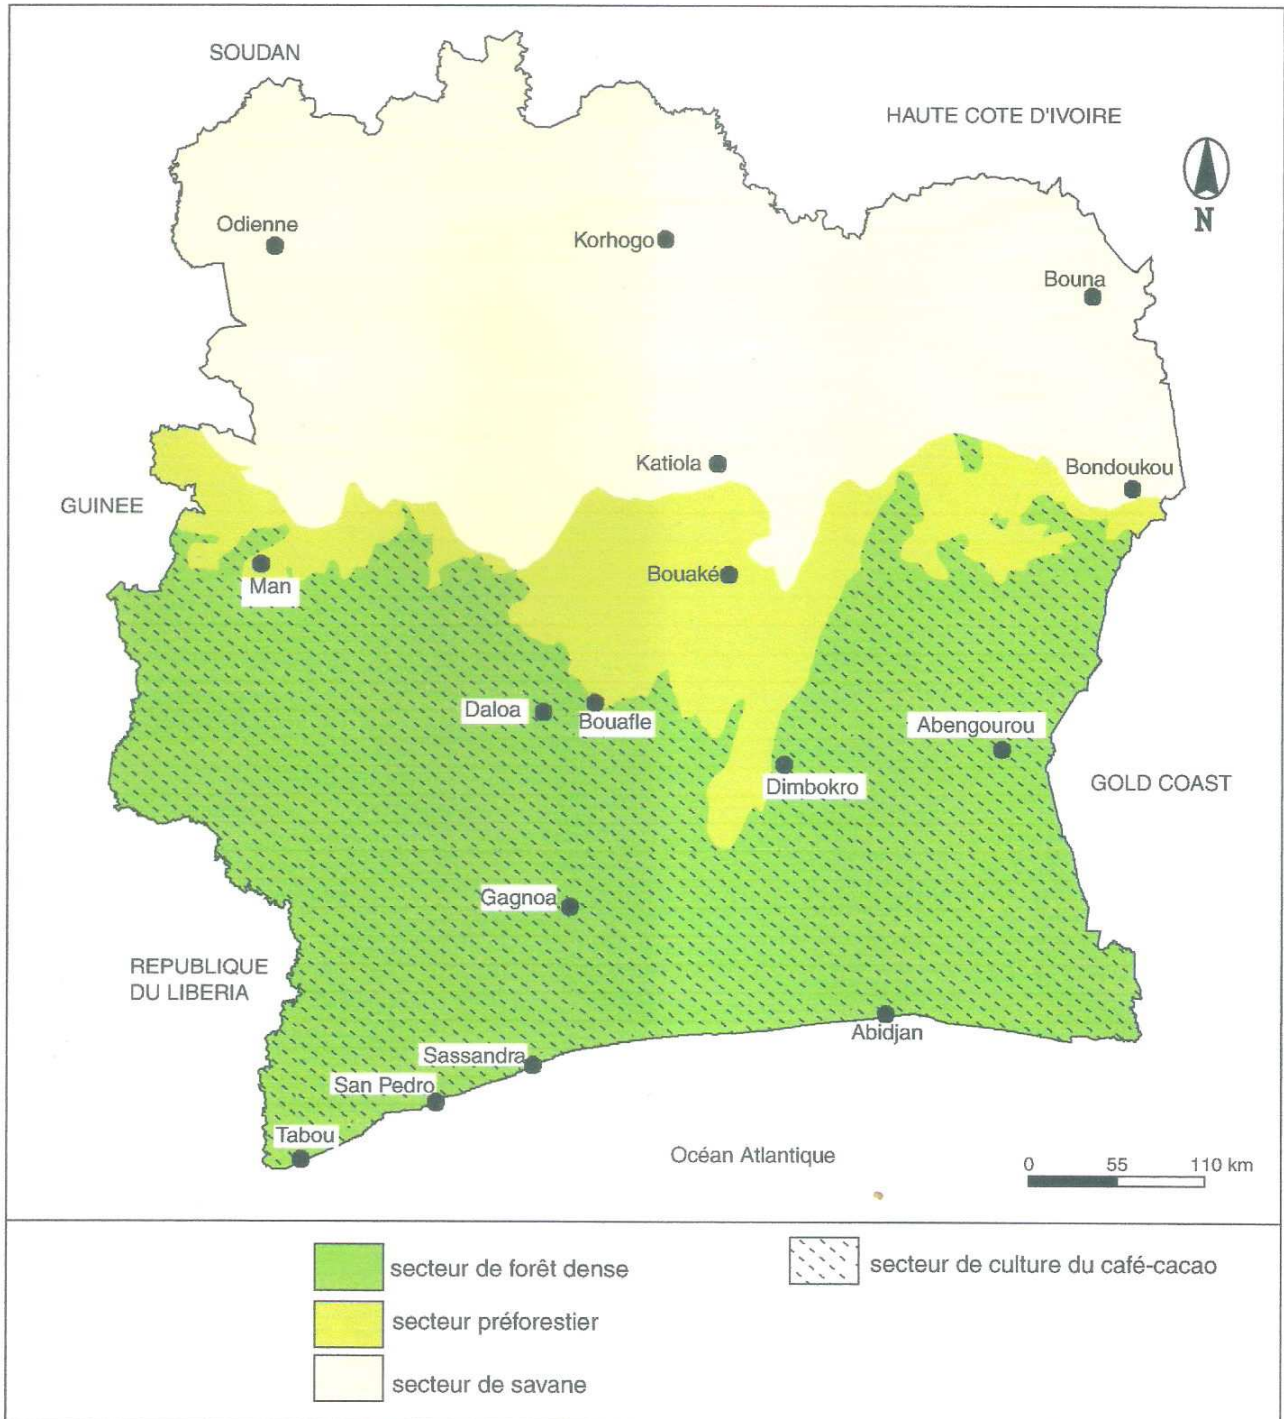 SOUDAN
HAUTE COTE D'IVOIRE
N
Odienne
Korhogo
Bouna
Katiola
Bondoukou
GUINEE
Man
Bouaké
Daloa
Bouafle
Abengourou
Dimbokro
GOLD COAST
Gagnoa
REPUBLIQUE
DU LIBERIA
Abidjan
Sassandra
San Pedro
Tabou
Océan Atlantique
0 55 110 km
secteur de forêt dense
secteur de culture du café-cacao
secteur préforestier
secteur de savane